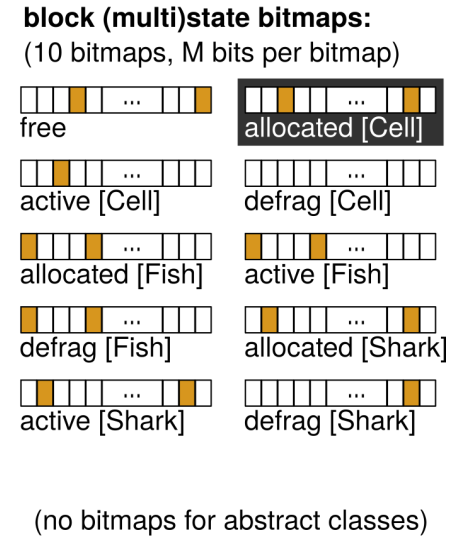 block (multi)state bitmaps:
(10 bitmaps, M bits per bitmap)
...
...
free
allocated [Cell]
...
...
active [Cell]
defrag [Cell]
...
...
allocated [Fish]
active [Fish]
...
...
defrag [Fish]
allocated [Shark]
...
...
active [Shark]
defrag [Shark]
(no bitmaps for abstract classes)